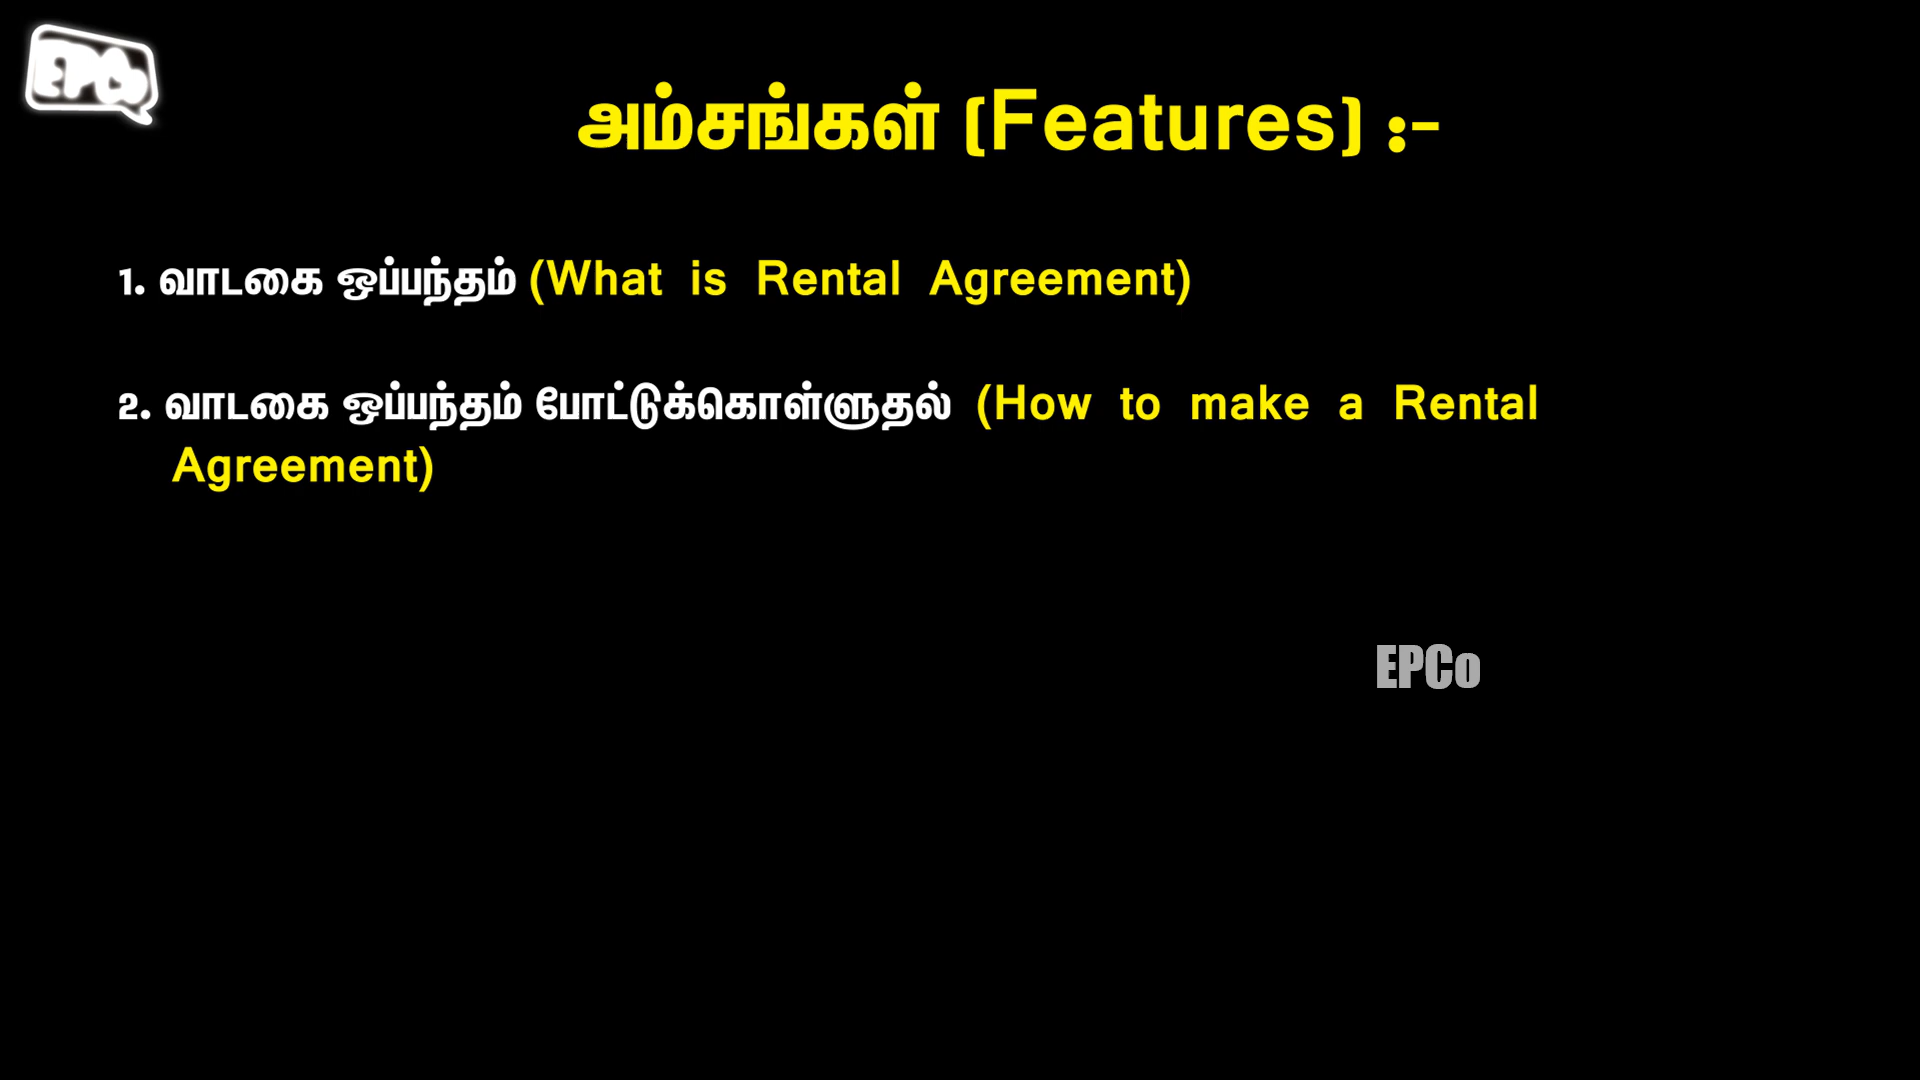 EPCo
அம்சங்கள் (Features) :-
1. வாடகை ஒப்பந்தம் (What is Rental Agreement)
2. வாடகை ஒப்பந்தம் போட்டுக்கொள்ளுதல் (How to make a Rental
Agreement)
EPCo